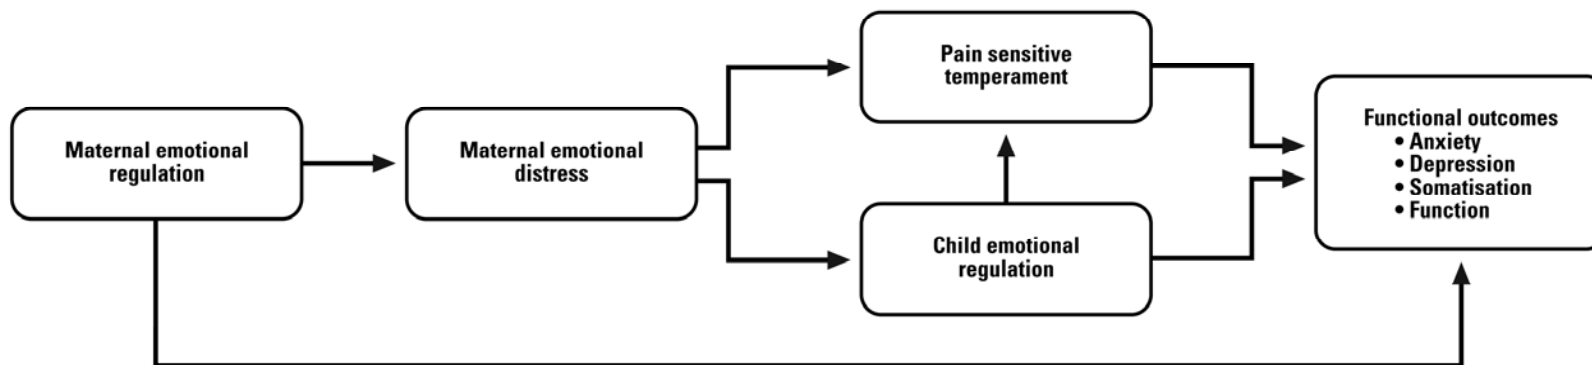 Maternal emotional
regulation
Maternal emotional
distress
Pain sensitive
temperament
Child emotional
regulation
Functional outcomes
• Anxiety
• Depression
• Somatisation
• Function